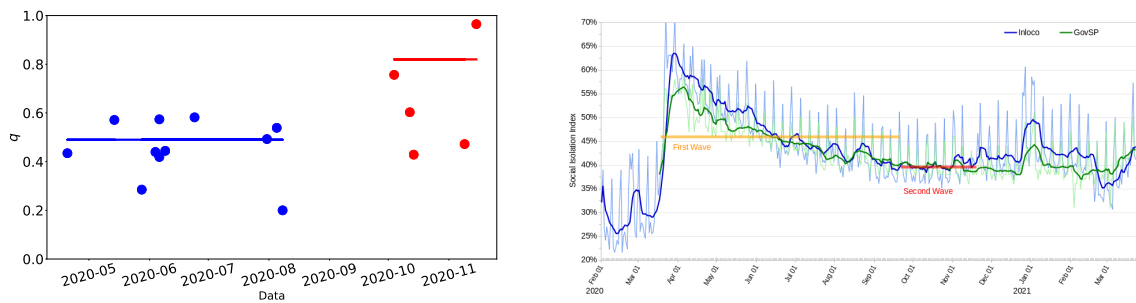 1.0
0.8
0.6
0.4
0.2
0.0
q
2020-05
2020-06
2020-07
2020-08
2020-09
2020-10
2020-11
Data
70%
65%
60%
55%
50%
45%
40%
35%
30%
25%
20%
Social Isolation Index
Inloco
GovSP
First Wave
Second Wave
Feb 01
Mar 01
Apr 01
May 01
Jun 01
Jul 01
Aug 01
Sep 01
Oct 01
Nov 01
Dec 01
Jan 01
Feb 01
Mar 01
2020
2021